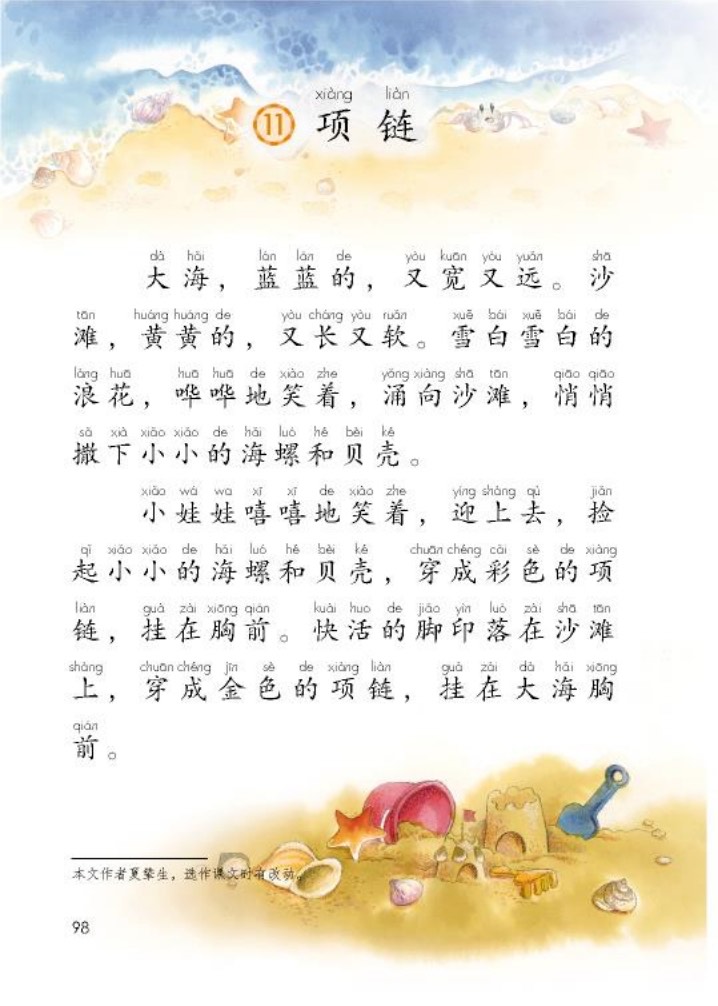 xiàng liàn
11 项链
dà hǎi lán lán de yòu kuān yòu yuǎn shā
大海，蓝蓝的，又宽又远。沙
tān huáng huáng de yòu cháng yòu ruǎn xuě bái xuě bái de
滩，黄黄的，又长又软。雪白雪白的
làng huā huā huā de xiào zhe yǒng xiàng shā tān qiāo qiāo
浪花，哗哗地笑着，涌向沙滩，悄悄
sǎ xià xiǎo xiǎo de hǎi luó hé bèi ké
撒下小小的海螺和贝壳。
xiǎo wá wa xī xī de xiào zhe yíng shàng qù jiǎn
小娃娃嘻嘻地笑着，迎上去，捡
qǐ xiǎo xiǎo de hǎi luó hé bèi ké chuān chéng cǎi sè de xiàng
起小小的海螺和贝壳，穿成彩色的项
liàn guà zài xiōng qián kuài huo de jiǎo yìn luò zài shā tān
链，挂在胸前。快活的脚印落在沙滩
shàng chuān chéng jīn sè de xiàng liàn guà zài dà hǎi xiōng
上，穿成金色的项链，挂在大海胸
qián
前。
本文作者夏辇生，选作课文时有改动。
98